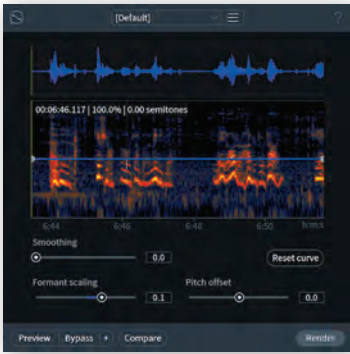 [Default]
?
00:06:46.117 | 100.0% | 0.00 semitones
6:44 6:46 6:48 6:50 h:m:s
Smoothing
0.0 Reset curve
Formant scaling Pitch offset
0.1 0.0
Preview Bypass + Compare Render